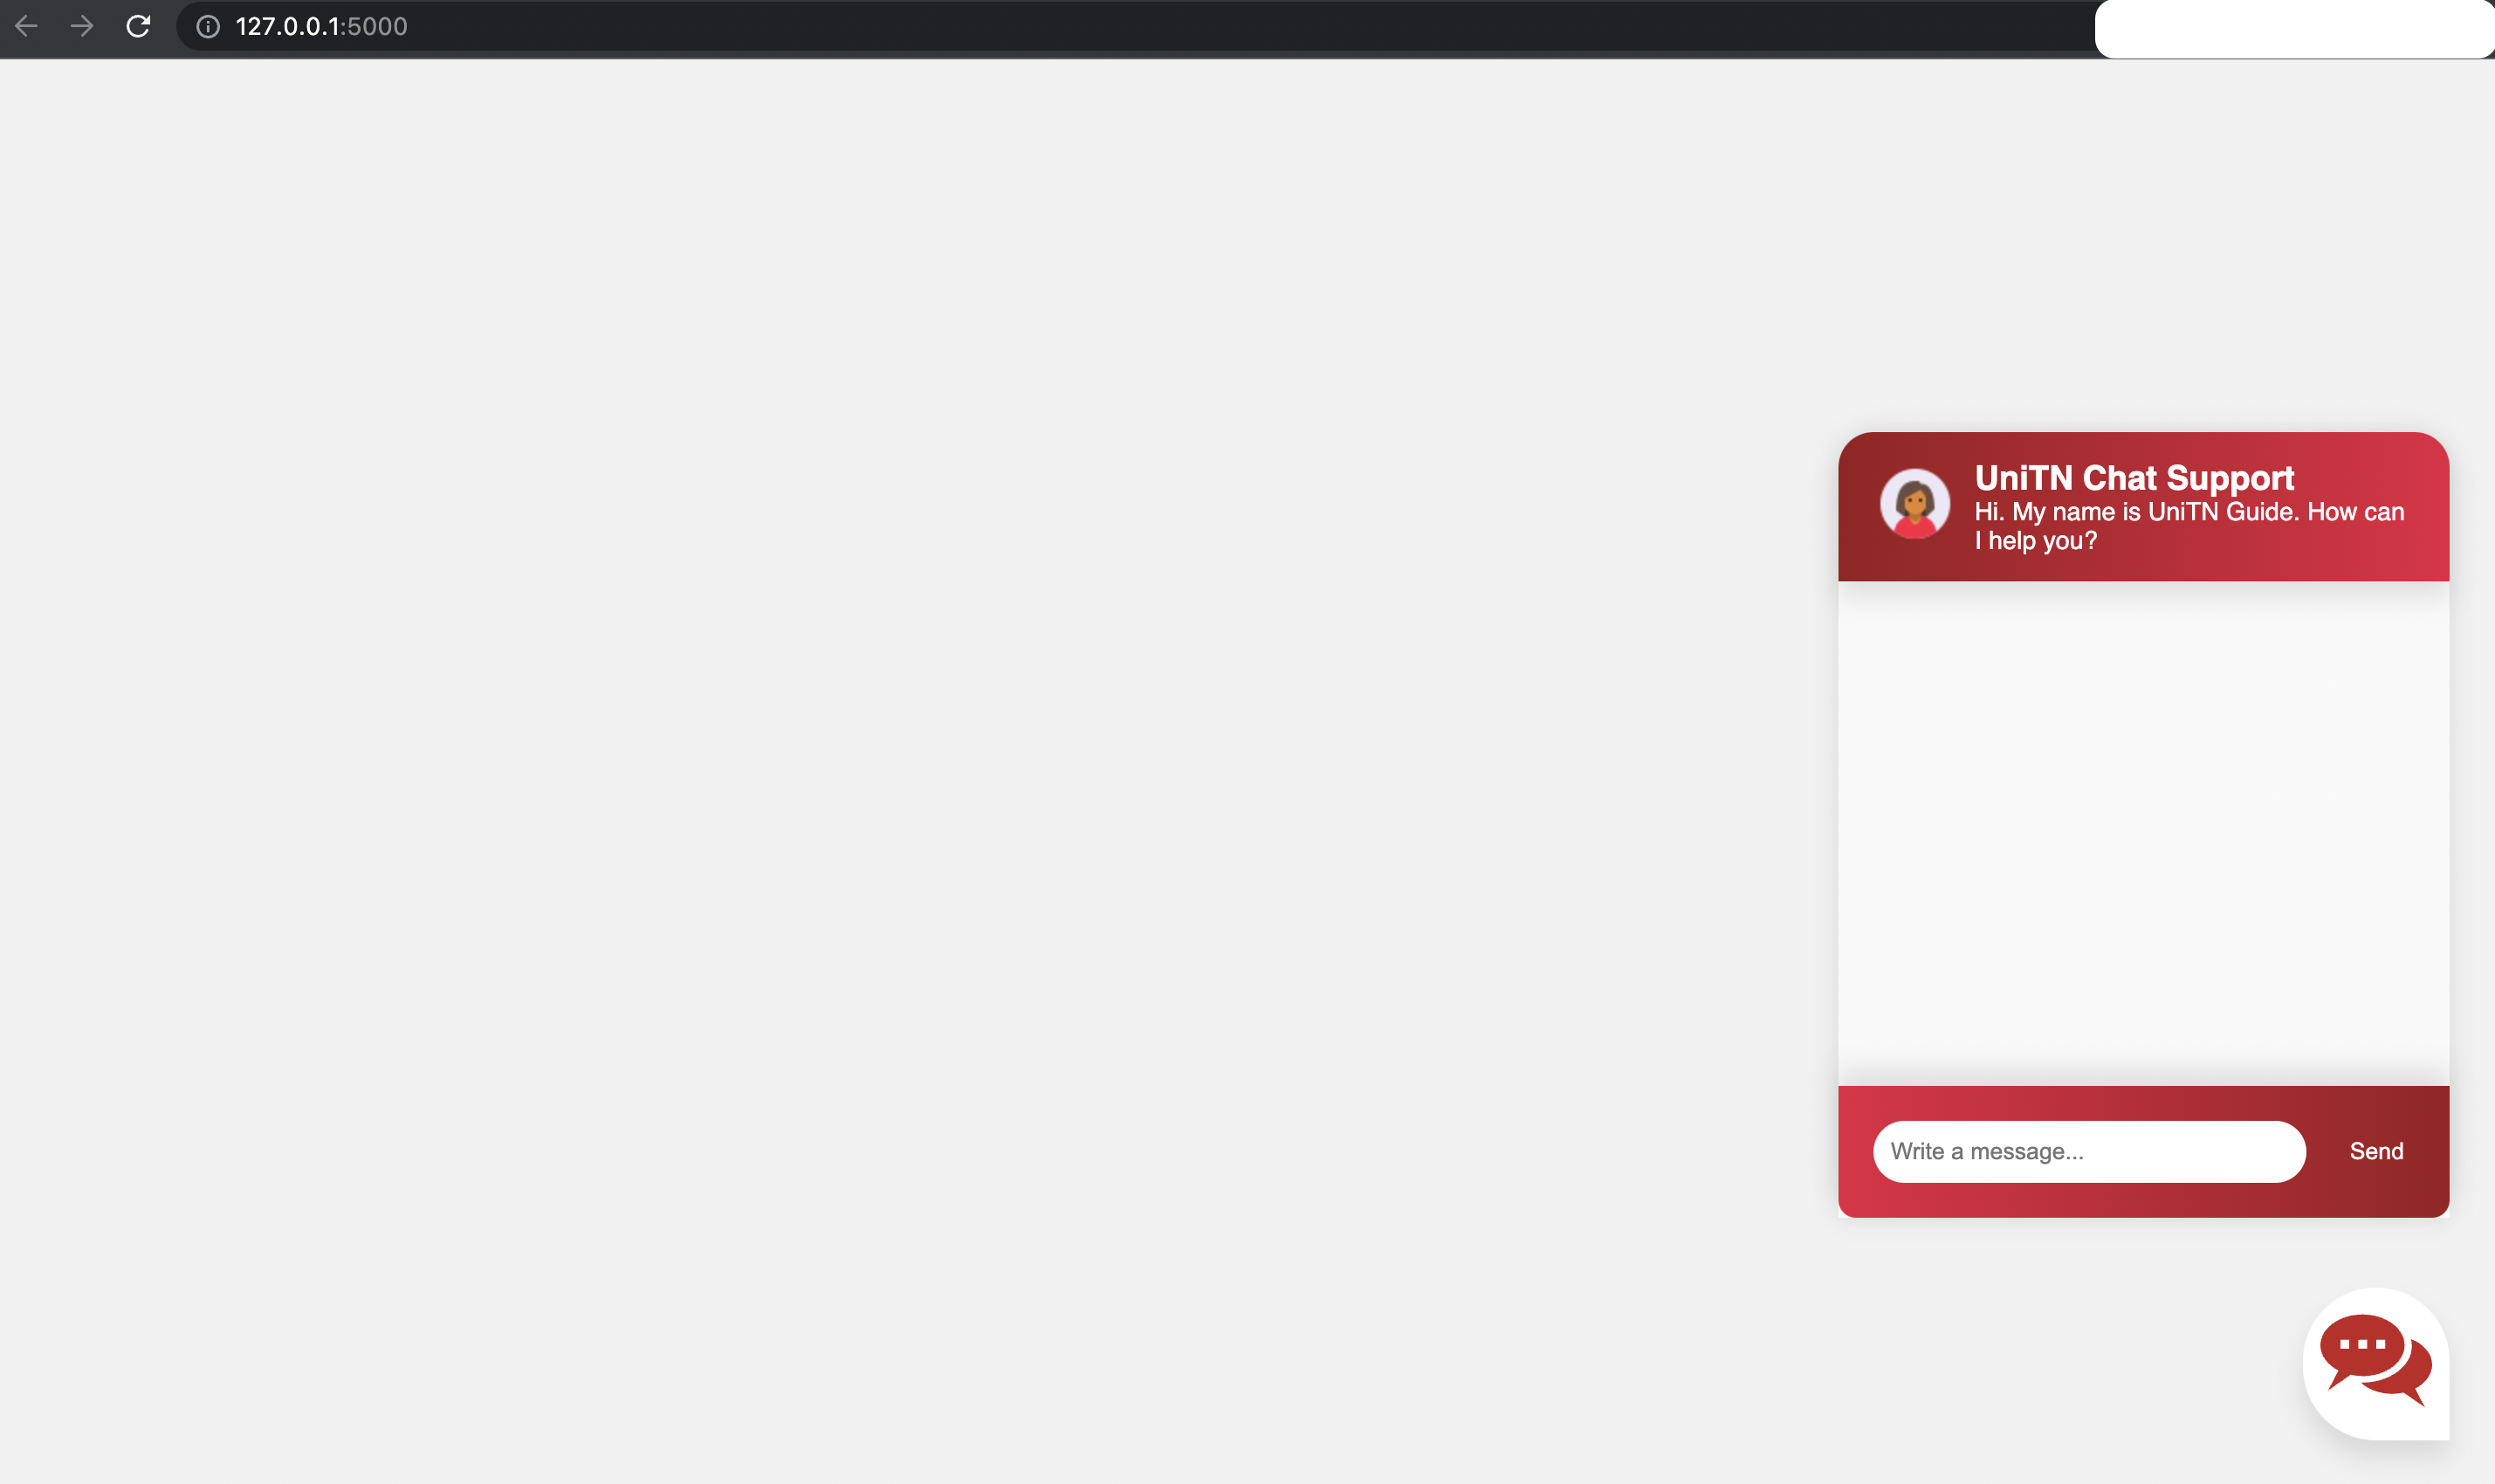 127.0.0.1:5000
UniTN Chat Support
Hi. My name is UniTN Guide. How can
I help you?
Write a message...
Send